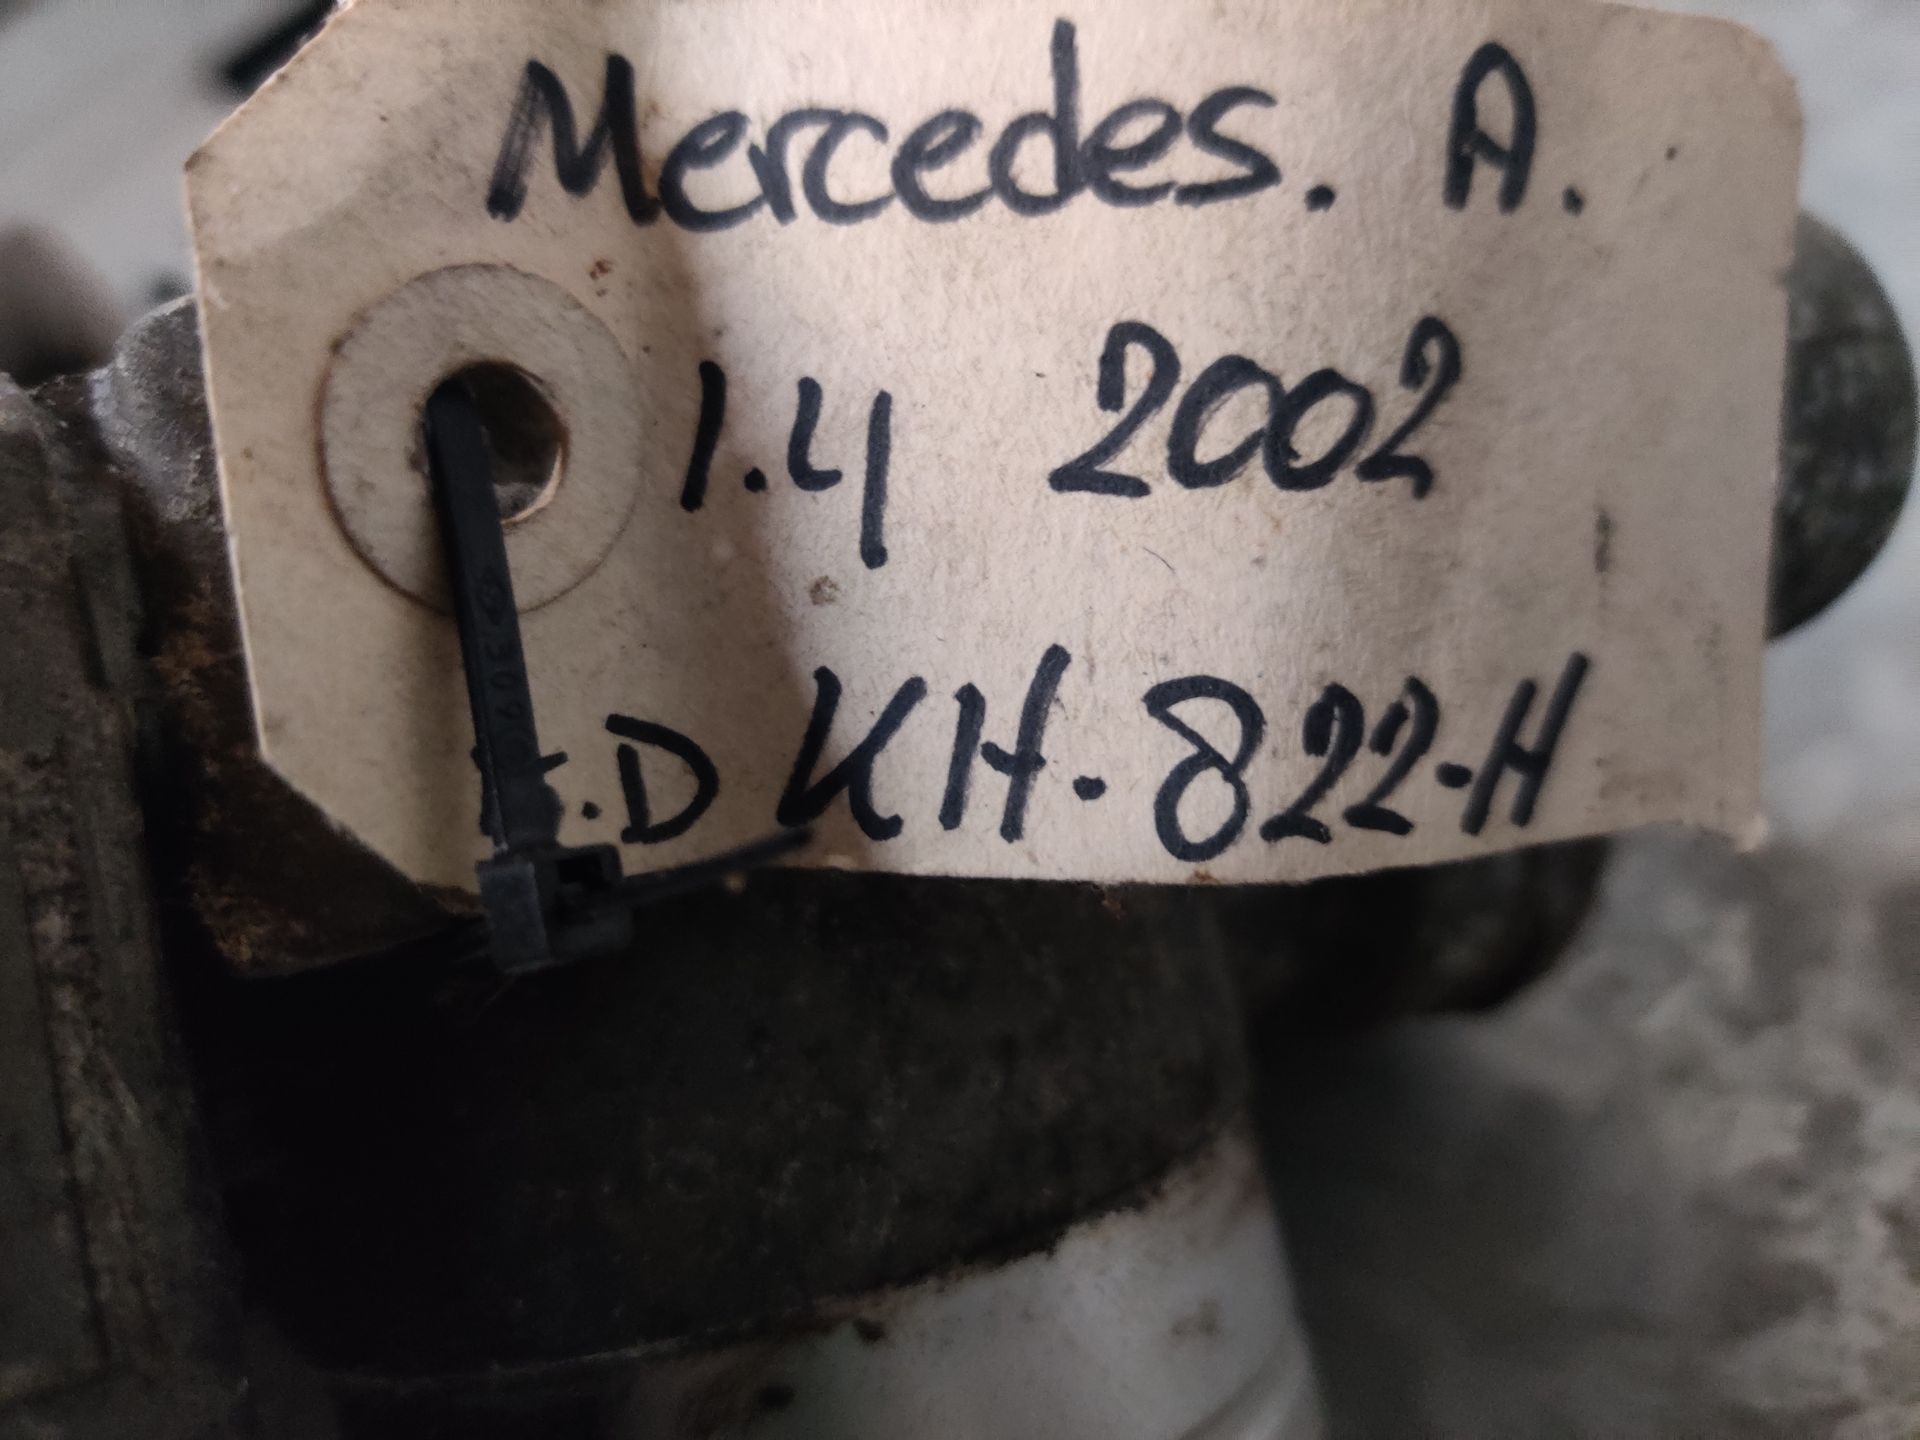 Mercedes. A.
1.4 2002
.D KH.822-H